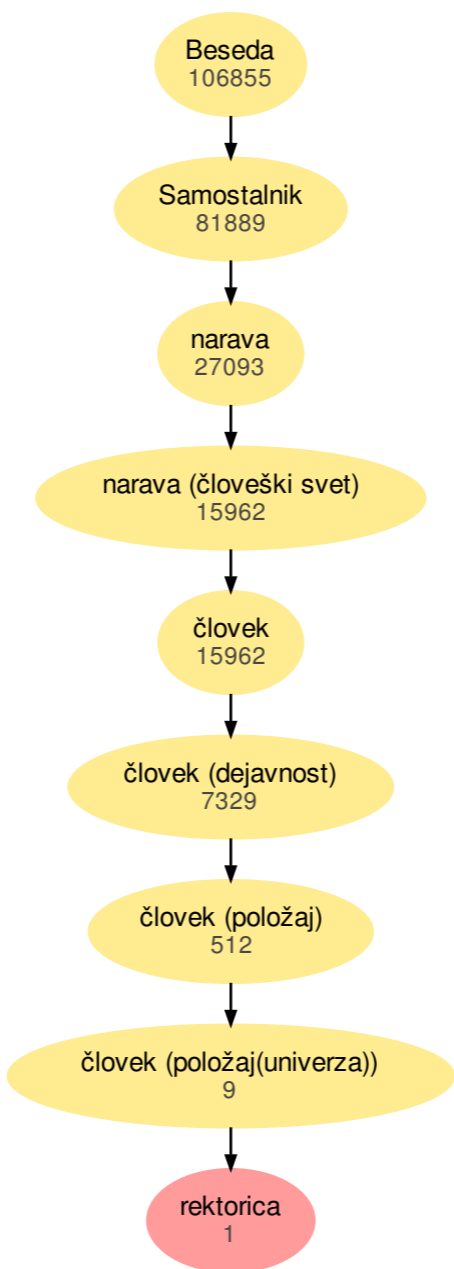 Beseda
106855
Samostalnik
81889
narava
27093
narava (človeški svet)
15962
človek
15962
človek (dejavnost)
7329
človek (položaj)
512
človek (položaj(univerza))
9
rektorica
1